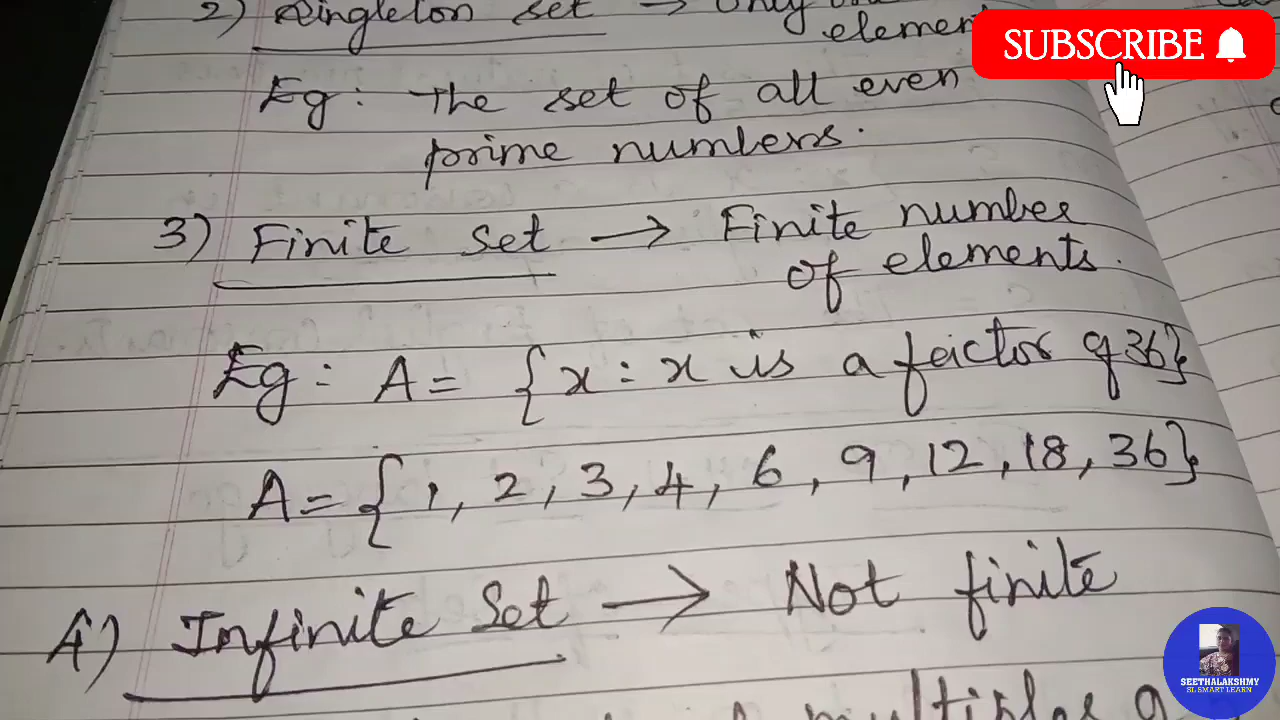 2) Singleton set → Only
element
SUBSCRIBE
Eg: The set of all even
prime numbers.
3) Finite set → Finite number
of elements.
Eg: A = {x : x is a factor of 36}
A = {1, 2, 3, 4, 6, 9, 12, 18, 36}
4) Infinite Set → Not finite
multiples
SEETHALAKSHMY
SL SMART LEARN